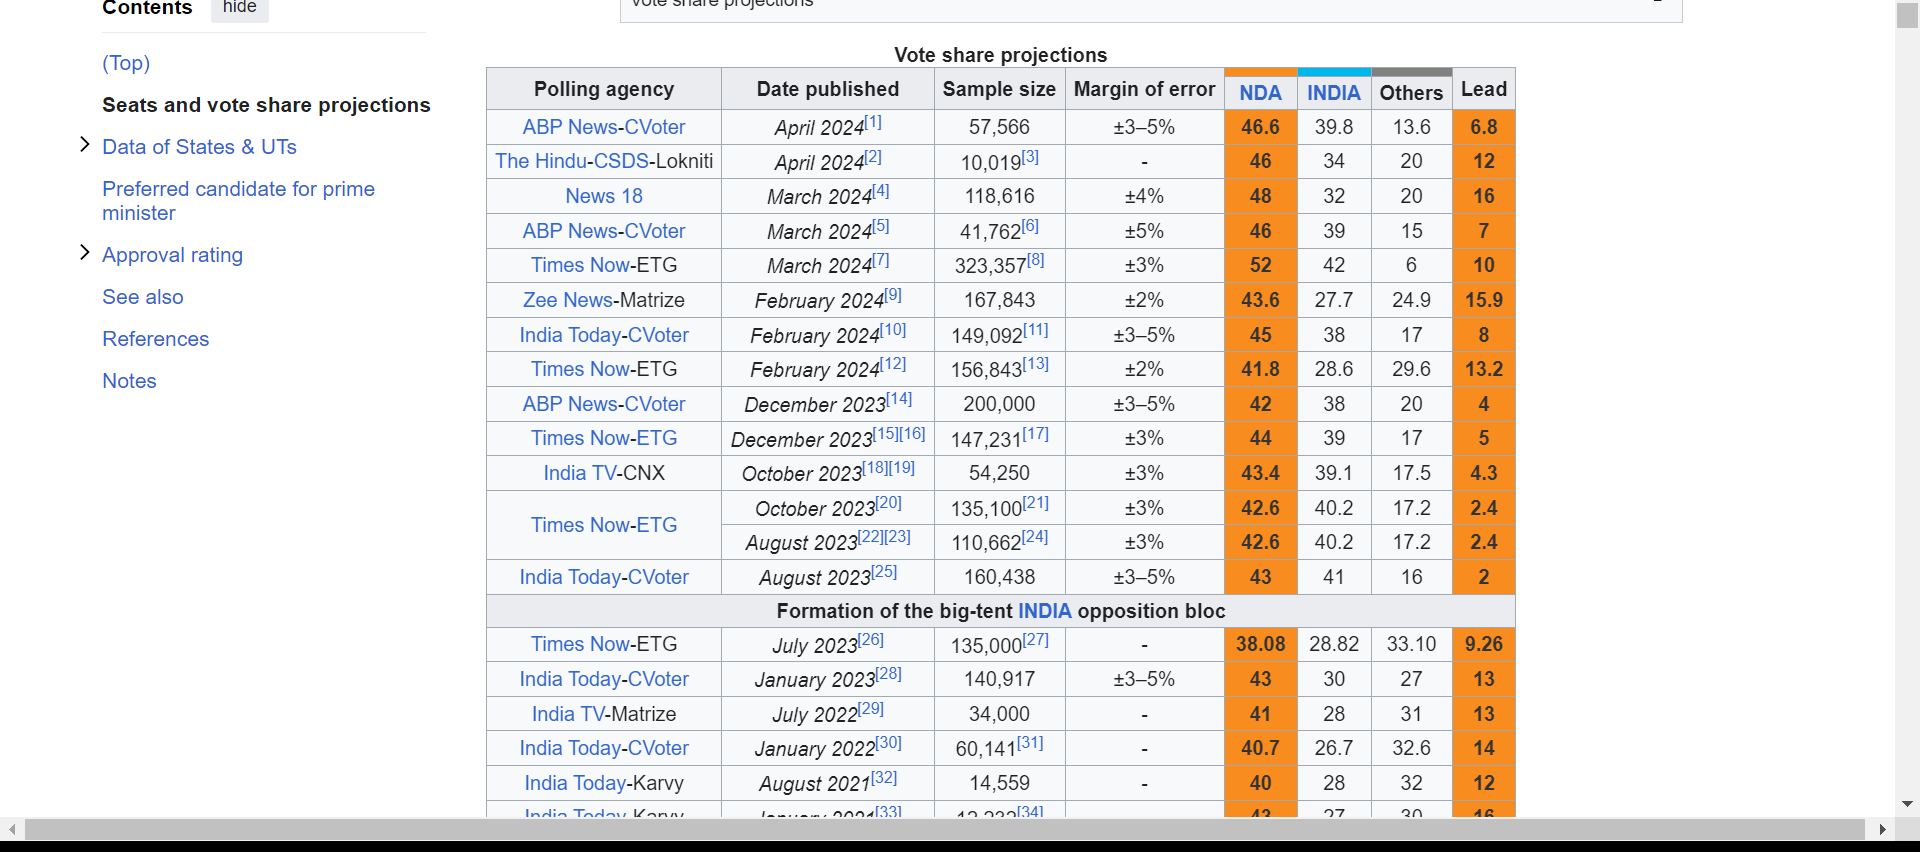 Contents hide
(Top)
Seats and vote share projections
Data of States & UTs
Preferred candidate for prime
minister
Approval rating
See also
References
Notes
vote share projections
Vote share projections
Polling agency Date published Sample size Margin of error NDA INDIA Others Lead
ABP News-CVoter April 2024[1] 57,566 ±3–5% 46.6 39.8 13.6 6.8
The Hindu-CSDS-Lokniti April 2024[2] 10,019[3] - 46 34 20 12
News 18 March 2024[4] 118,616 ±4% 48 32 20 16
ABP News-CVoter March 2024[5] 41,762[6] ±5% 46 39 15 7
Times Now-ETG March 2024[7] 323,357[8] ±3% 52 42 6 10
Zee News-Matrize February 2024[9] 167,843 ±2% 43.6 27.7 24.9 15.9
India Today-CVoter February 2024[10] 149,092[11] ±3–5% 45 38 17 8
Times Now-ETG February 2024[12] 156,843[13] ±2% 41.8 28.6 29.6 13.2
ABP News-CVoter December 2023[14] 200,000 ±3–5% 42 38 20 4
Times Now-ETG December 2023[15][16] 147,231[17] ±3% 44 39 17 5
India TV-CNX October 2023[18][19] 54,250 ±3% 43.4 39.1 17.5 4.3
Times Now-ETG October 2023[20] 135,100[21] ±3% 42.6 40.2 17.2 2.4
August 2023[22][23] 110,662[24] ±3% 42.6 40.2 17.2 2.4
India Today-CVoter August 2023[25] 160,438 ±3–5% 43 41 16 2
Formation of the big-tent INDIA opposition bloc
Times Now-ETG July 2023[26] 135,000[27] - 38.08 28.82 33.10 9.26
India Today-CVoter January 2023[28] 140,917 ±3–5% 43 30 27 13
India TV-Matrize July 2022[29] 34,000 - 41 28 31 13
India Today-CVoter January 2022[30] 60,141[31] - 40.7 26.7 32.6 14
India Today-Karvy August 2021[32] 14,559 - 40 28 32 12
India Today-Karvy January 2021[33] 12,232[34] 43 27 30 16